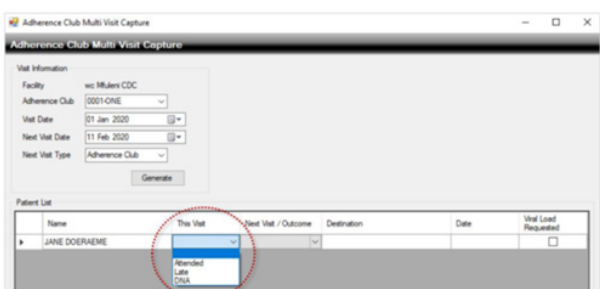 Adherence Club Multi Visit Capture
Adherence Club Multi Visit Capture
Visit Information
Facility wc Mfuleni CDC
Adherence Club 0001-ONE
Visit Date 01 Jan 2020
Next Visit Date 11 Feb 2020
Next Visit Type Adherence Club
Generate
Patient List
Name This Visit Next Visit / Outcome Destination Date Viral Load Requested
JANE DOERAEME
Attended
Late
DNA